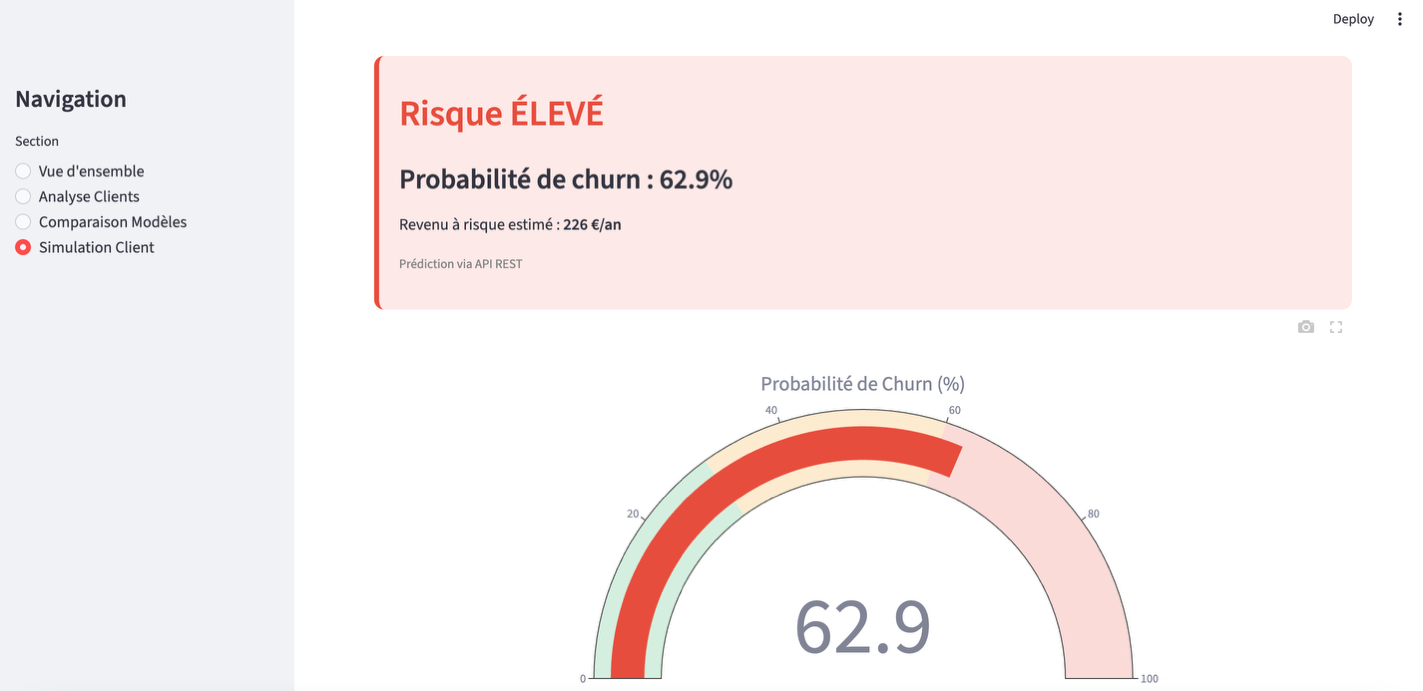 Deploy
Navigation
Section
Vue d'ensemble
Analyse Clients
Comparaison Modèles
Simulation Client
Risque ÉLEVÉ
Probabilité de churn : 62.9%
Revenu à risque estimé : 226 €/an
Prédiction via API REST
Probabilité de Churn (%)
40
60
20
80
62.9
0
100